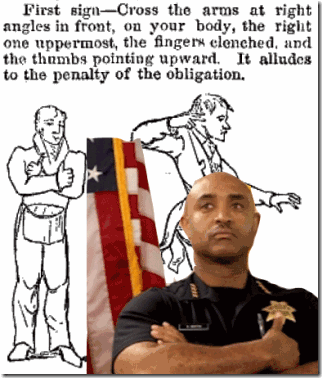 First sign—Cross the arms at right
angles in front, on your body, the right
one uppermost, the fingers clenched, and
the thumbs pointing upward. It alludes
to the penalty of the obligation.